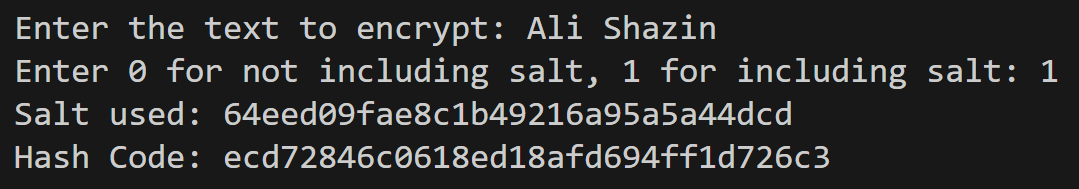 Enter the text to encrypt: Ali Shazin
Enter 0 for not including salt, 1 for including salt: 1
Salt used: 64eed09fae8c1b49216a95a5a44dcd
Hash Code: ecd72846c0618ed18afd694ff1d726c3